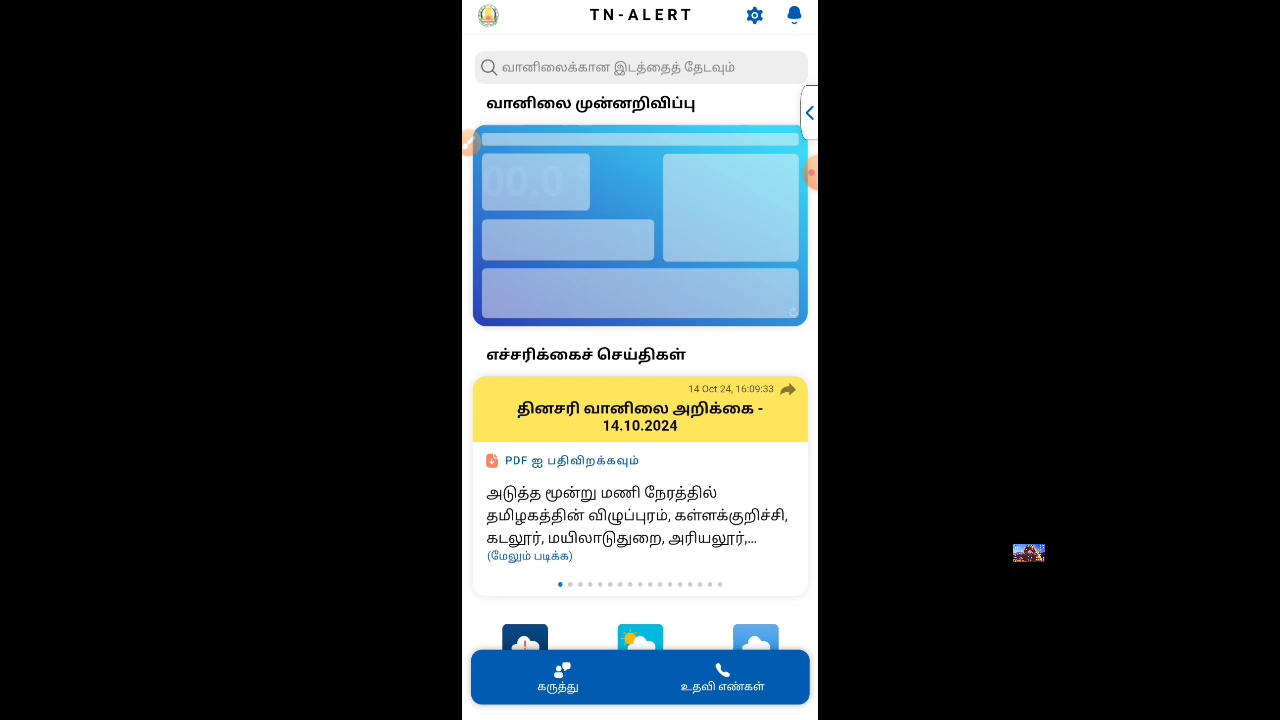 TN-ALERT
வானிலைக்கான இடத்தைத் தேடவும்
வானிலை முன்னறிவிப்பு
00.0 °
எச்சரிக்கைச் செய்திகள்
14 Oct 24, 16:09:33
தினசரி வானிலை அறிக்கை -
14.10.2024
PDF ஐ பதிவிறக்கவும்
அடுத்த மூன்று மணி நேரத்தில்
தமிழகத்தின் விழுப்புரம், கள்ளக்குறிச்சி,
கடலூர், மயிலாடுதுறை, அரியலூர்,...
(மேலும் படிக்க)
கருத்து
உதவி எண்கள்